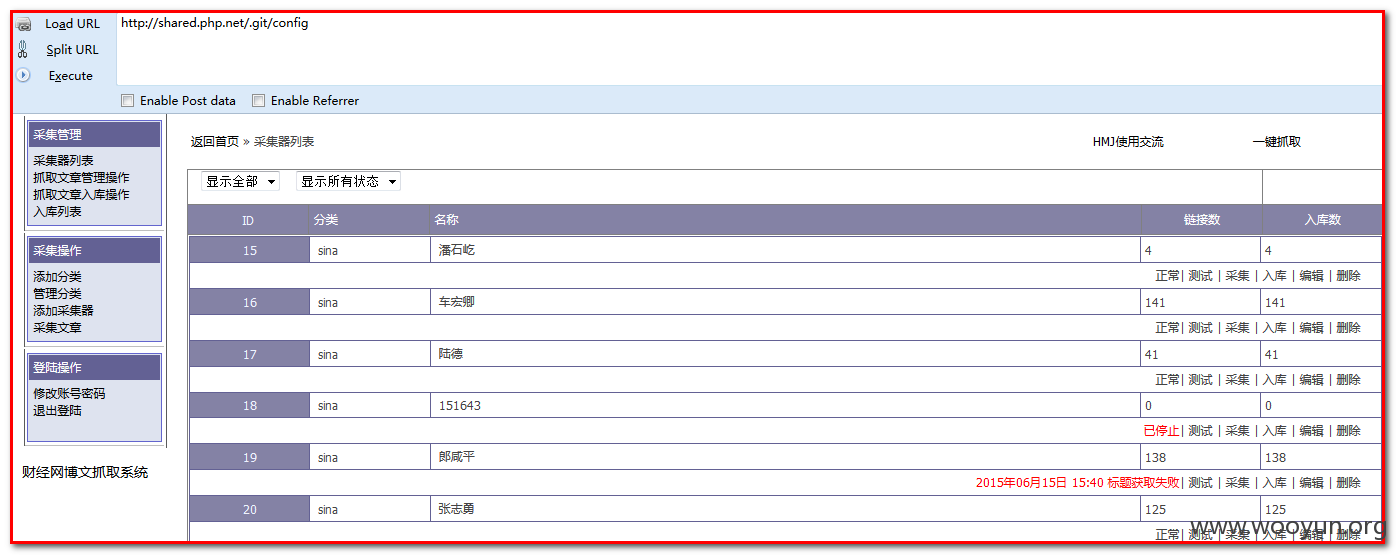 Load URL http://shared.php.net/.git/config
Split URL
Execute
Enable Post data Enable Referrer
采集管理
采集器列表
抓取文章管理操作
抓取文章入库操作
入库列表
采集操作
添加分类
管理分类
添加采集器
采集文章
登陆操作
修改账号密码
退出登陆
财经网博文抓取系统
返回首页 » 采集器列表 HMJ使用交流 一键抓取
显示全部 显示所有状态
ID 分类 名称 链接数 入库数
15 sina 潘石屹 4 4
正常| 测试 | 采集 | 入库 | 编辑 | 删除
16 sina 车宏卿 141 141
正常| 测试 | 采集 | 入库 | 编辑 | 删除
17 sina 陆德 41 41
正常| 测试 | 采集 | 入库 | 编辑 | 删除
18 sina 151643 0 0
已停止| 测试 | 采集 | 入库 | 编辑 | 删除
19 sina 郎咸平 138 138
2015年06月15日 15:40 标题获取失败| 测试 | 采集 | 入库 | 编辑 | 删除
20 sina 张志勇 125 125
正常| 测试 | 采集 | 入库 | 编辑 | 删除
www.wooyun.org